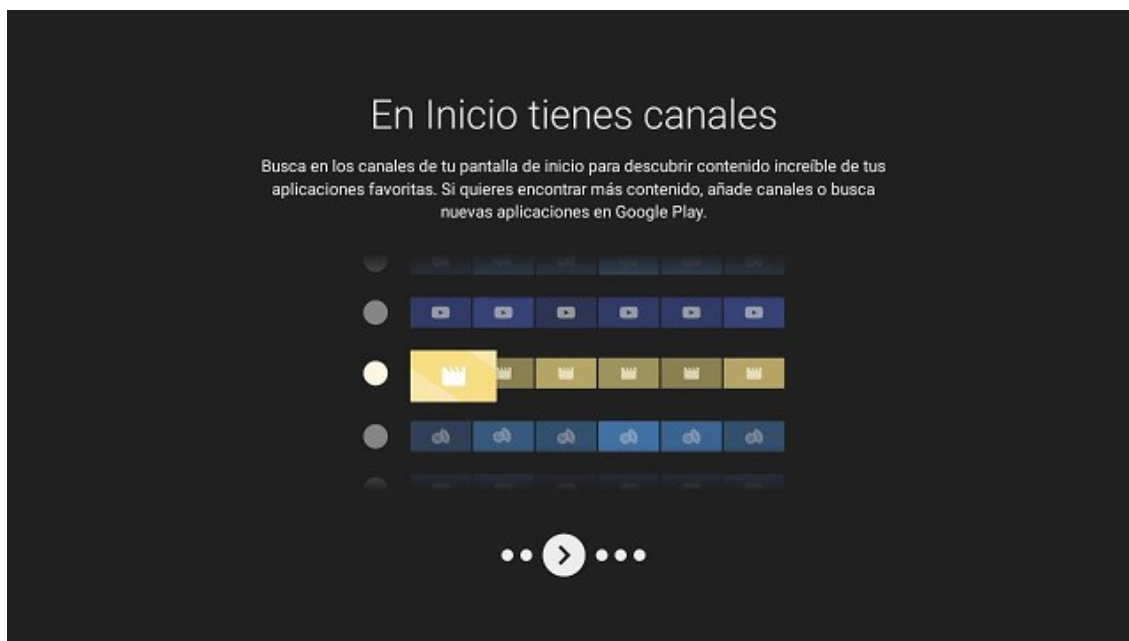 En Inicio tienes canales
Busca en los canales de tu pantalla de inicio para descubrir contenido increíble de tus
aplicaciones favoritas. Si quieres encontrar más contenido, añade canales o busca
nuevas aplicaciones en Google Play.